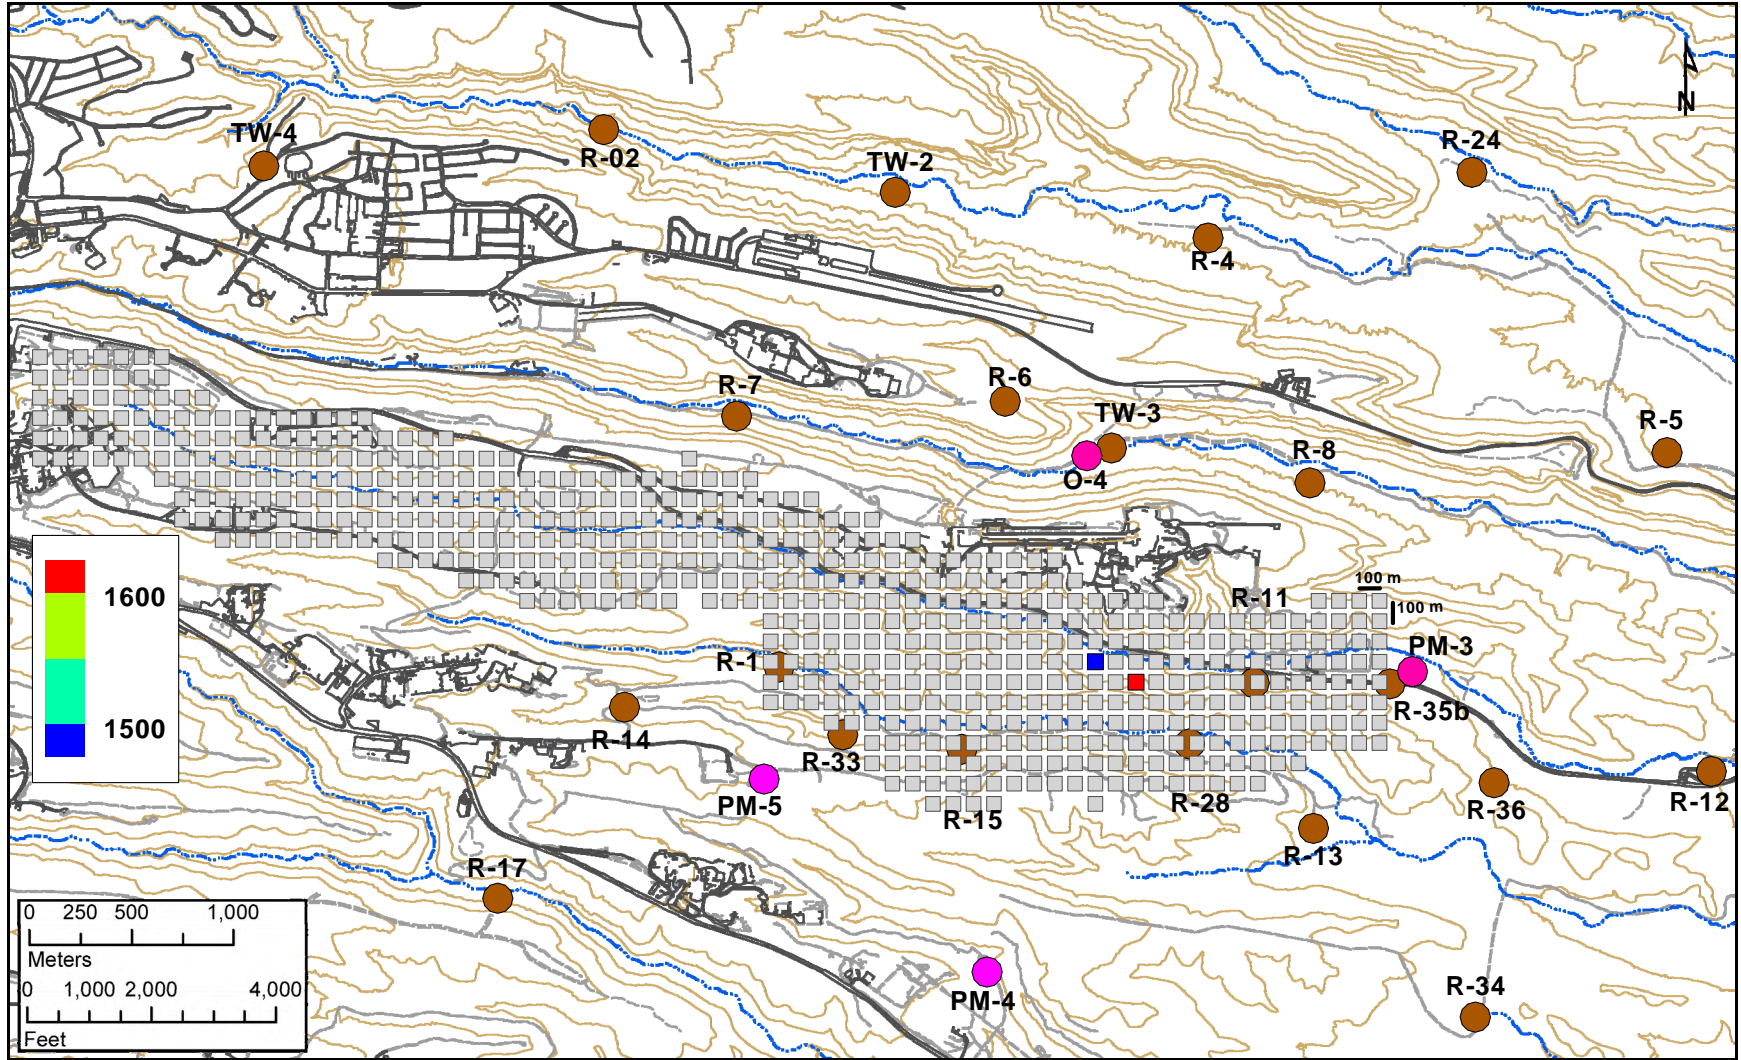 N
TW-4
R-02
TW-2
R-24
R-4
R-7
R-6
TW-3
O-4
R-8
R-5
1600
1500
100 m
100 m
R-11
PM-3
R-1
R-35b
R-14
R-33
PM-5
R-15
R-28
R-36
R-12
R-13
R-17
PM-4
R-34
0 250 500 1,000
Meters
0 1,000 2,000 4,000
Feet